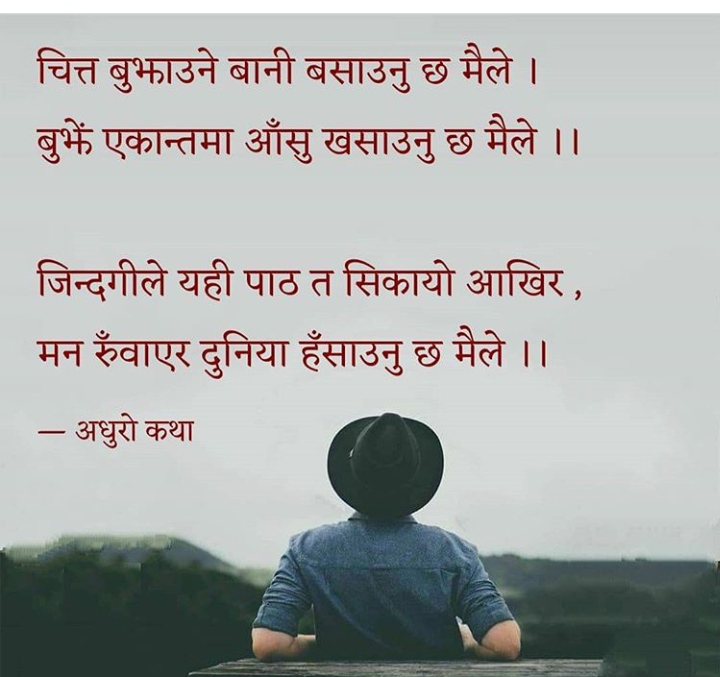 चित्त बुझाउने बानी बसाउनु छ मैले ।
बुझें एकान्तमा आँसु खसाउनु छ मैले ।।
जिन्दगीले यही पाठ त सिकायो आखिर ,
मन रुँवाएर दुनिया हँसाउनु छ मैले ।।
— अधुरो कथा